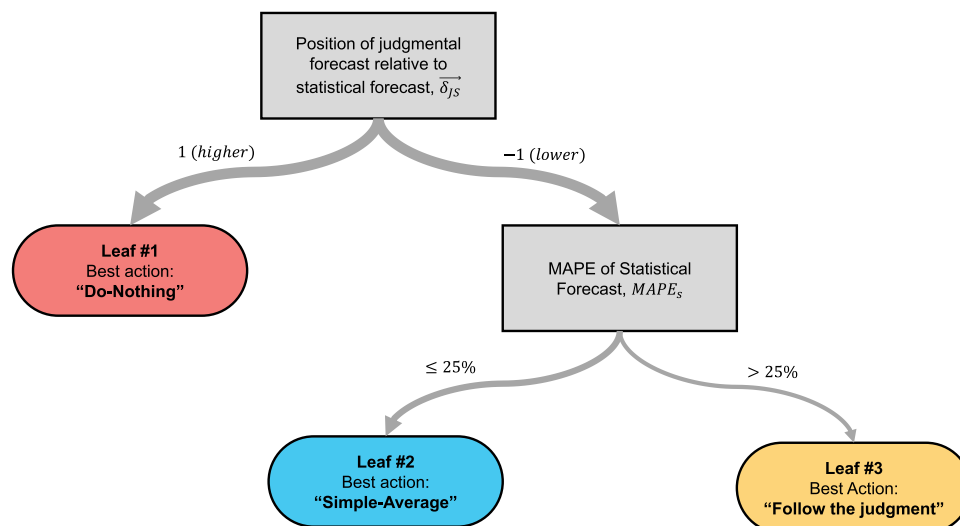 Position of judgmental
forecast relative to
statistical forecast, $\overrightarrow{\delta_{JS}}$
1 (higher)
−1 (lower)
Leaf #1
Best action:
“Do-Nothing”
MAPE of Statistical
Forecast, $MAPE_s$
≤ 25%
> 25%
Leaf #2
Best action:
“Simple-Average”
Leaf #3
Best Action:
“Follow the judgment”